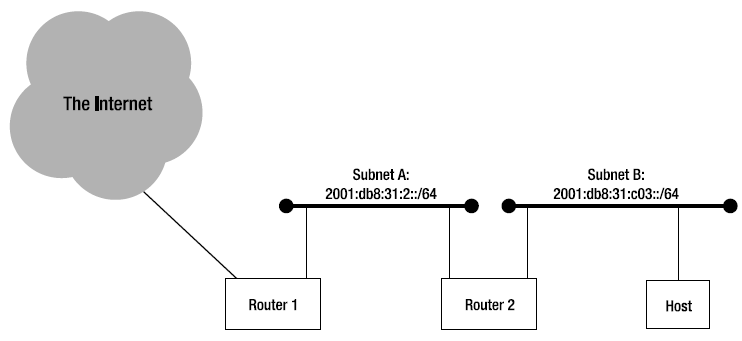 The Internet
Subnet A:
2001:db8:31:2::/64
Subnet B:
2001:db8:31:c03::/64
Router 1
Router 2
Host